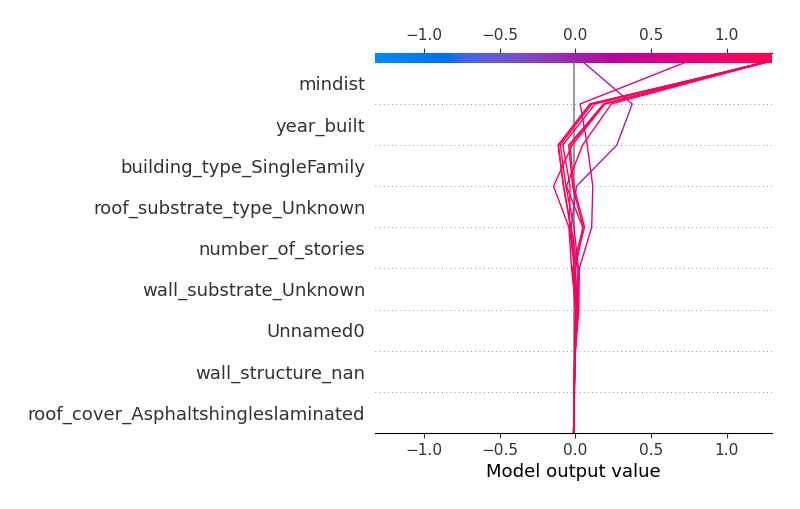 −1.0 −0.5 0.0 0.5 1.0
mindist
year_built
building_type_SingleFamily
roof_substrate_type_Unknown
number_of_stories
wall_substrate_Unknown
Unnamed0
wall_structure_nan
roof_cover_Asphaltshingleslaminated
−1.0 −0.5 0.0 0.5 1.0
Model output value